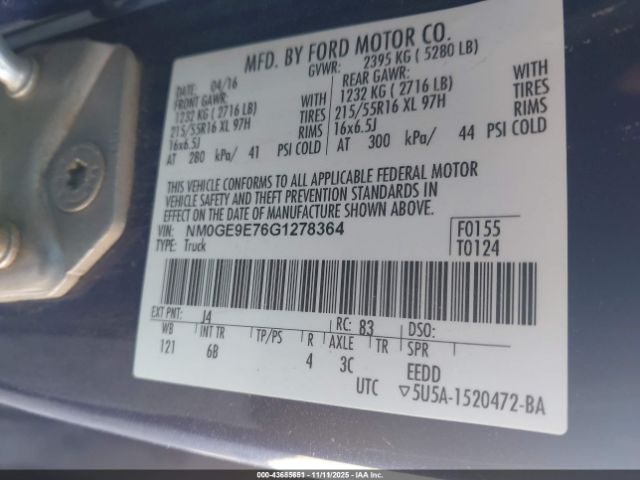 MFD. BY FORD MOTOR CO.
GVWR: 2395 KG ( 5280 LB)
DATE: 04/16
FRONT GAWR: REAR GAWR:
1232 KG ( 2716 LB) WITH 1232 KG ( 2716 LB) WITH
215/55R16 XL 97H TIRES 215/55R16 XL 97H TIRES
16x6.5J RIMS 16x6.5J RIMS
AT 280 kPa/ 41 PSI COLD AT 300 kPa/ 44 PSI COLD
THIS VEHICLE CONFORMS TO ALL APPLICABLE FEDERAL MOTOR
VEHICLE SAFETY AND THEFT PREVENTION STANDARDS IN
EFFECT ON THE DATE OF MANUFACTURE SHOWN ABOVE.
VIN: NM0GE9E76G1278364 F0155
TYPE: Truck T0124
EXT PNT: J4 RC: 83 DSO:
WB INT TR TP/PS R AXLE TR SPR
121 6B 4 3C EEDD
UTC ▽5U5A-1520472-BA
IAA 000-43685651 - 11/11/2025 - IAAI.COM